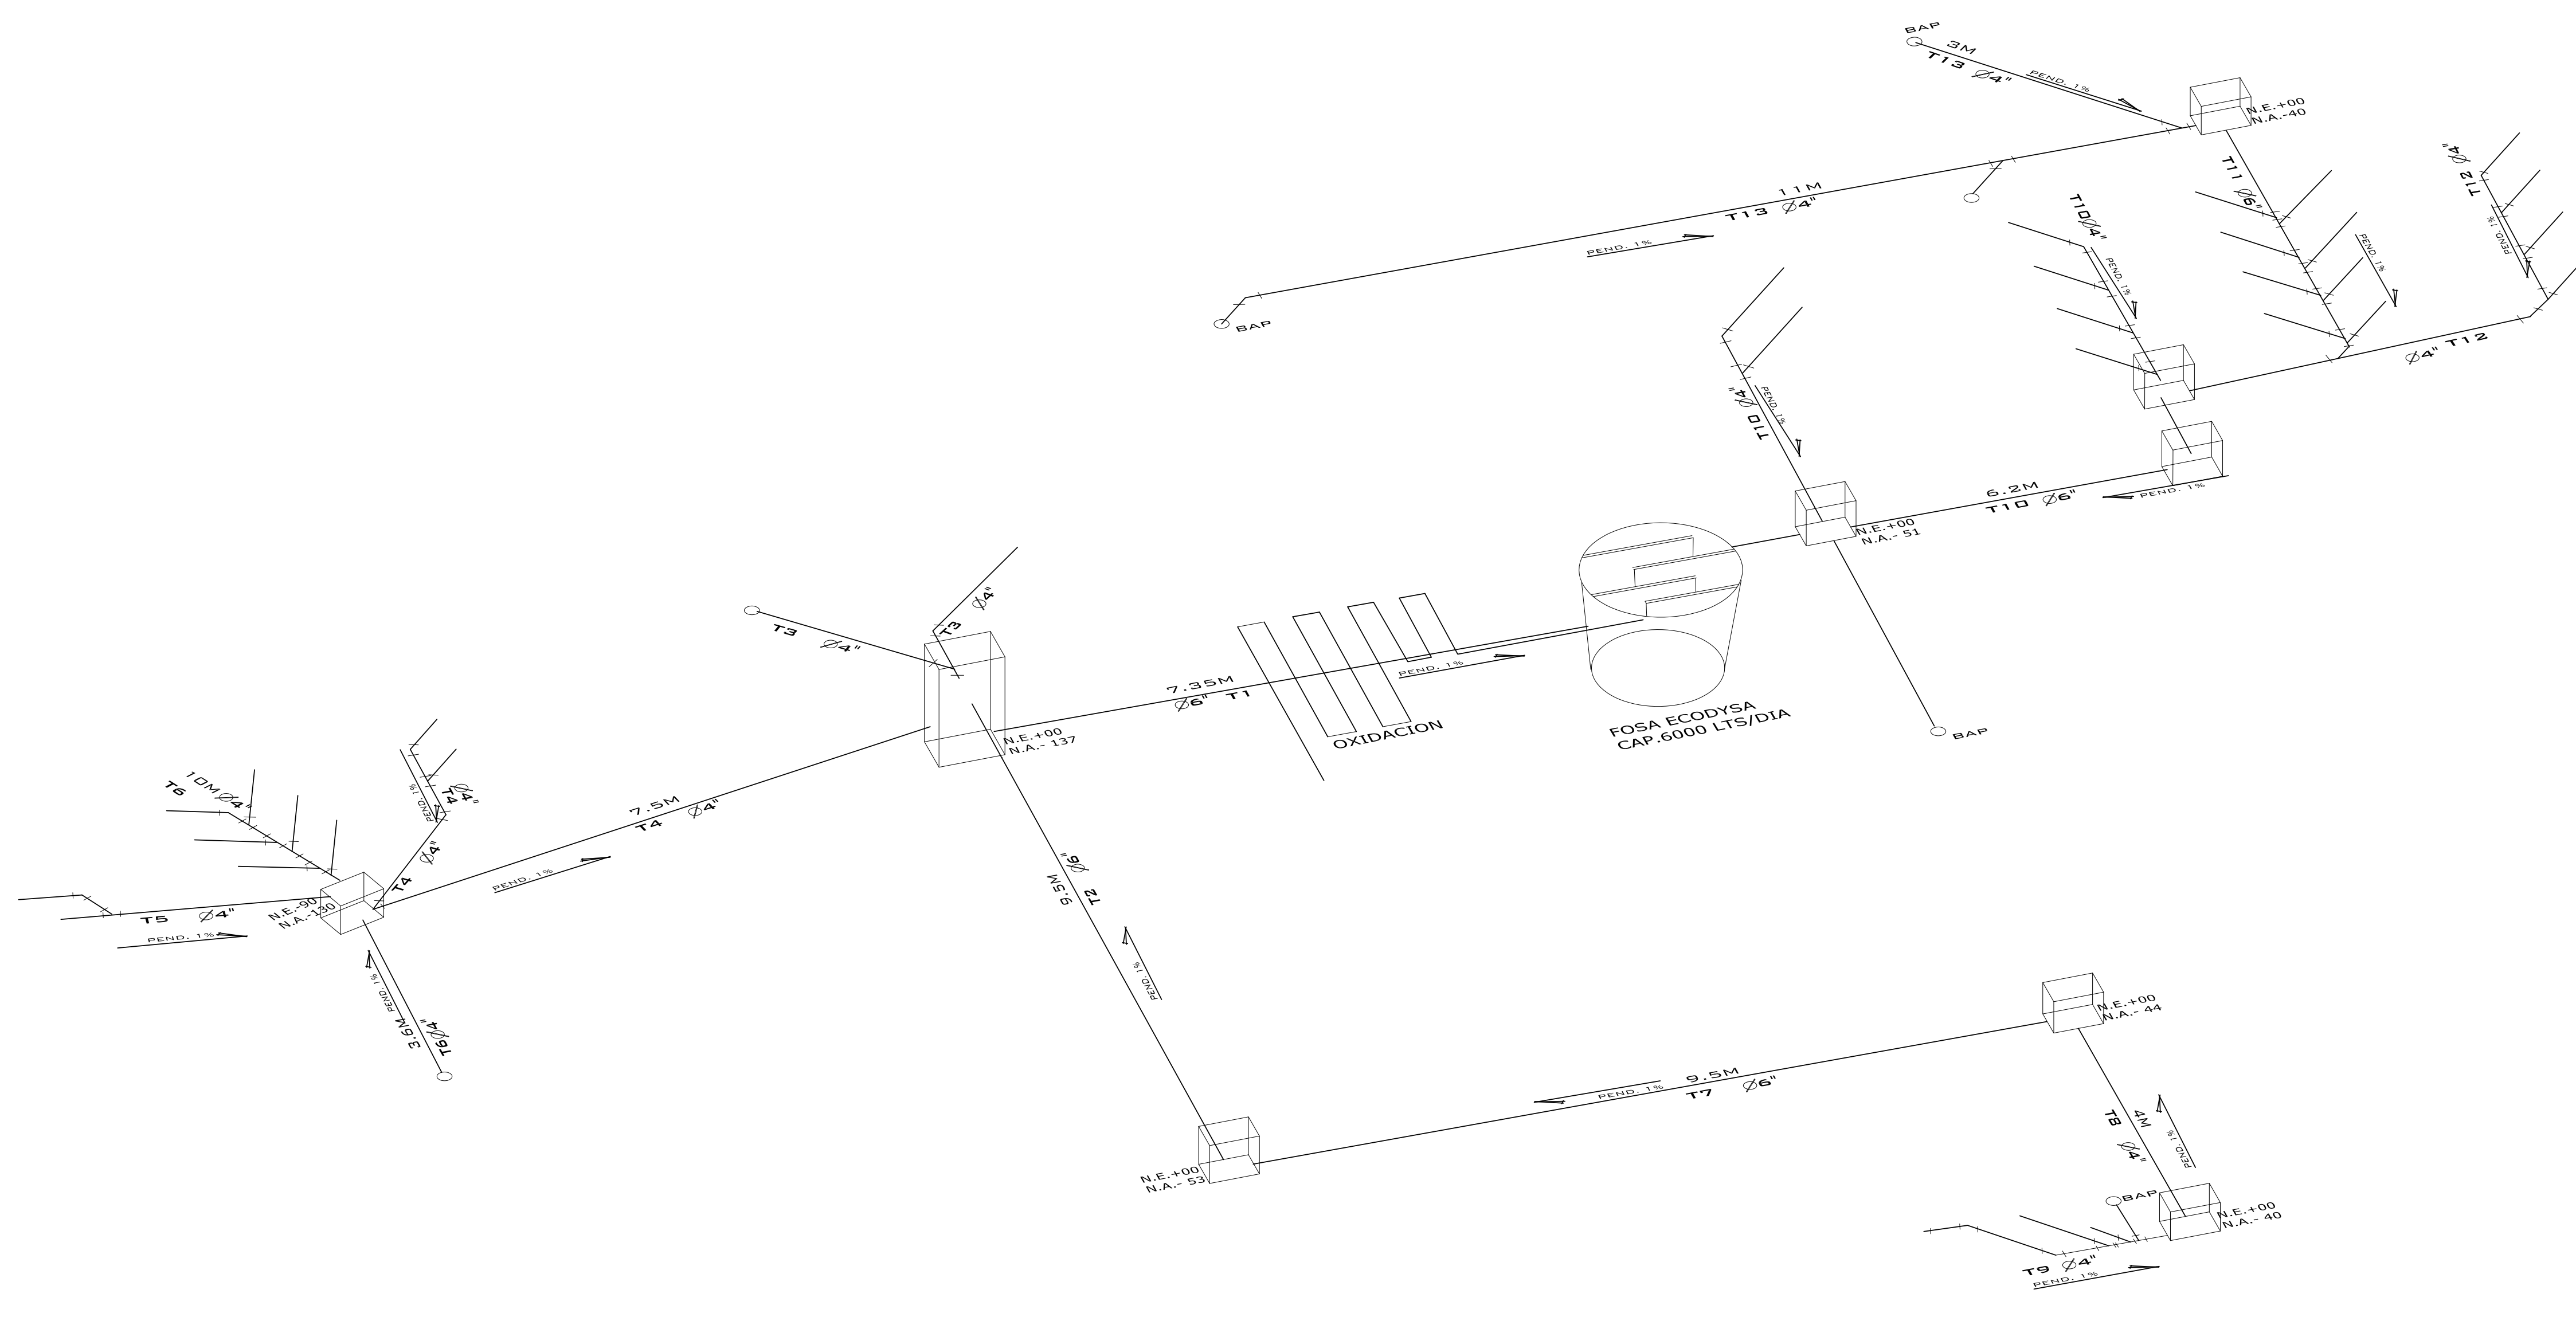 BAP
3M
T13 Ø4"
PEND. 1%
N.E.+00
N.A.-40
T11 Ø6"
T12 Ø4"
PEND. 1%
11M
T13 Ø4"
PEND. 1%
BAP
T10Ø4"
PEND. 1%
PEND. 1%
Ø4" T12
T10 Ø4"
PEND. 1%
6.2M
T10 Ø6"
PEND. 1%
N.E.+00
N.A.- 51
BAP
Ø4"
T3
T3 Ø4"
7.35M
Ø6" T1
PEND. 1%
OXIDACION
FOSA ECODYSA
CAP.6000 LTS/DIA
N.E.+00
N.A.- 137
7.5M
T4 Ø4"
PEND. 1%
10M Ø4"
T6
T4 Ø4"
PEND. 1%
Ø4"
T4
T5 Ø4"
PEND. 1%
N.E.-90
N.A.-130
PEND. 1%
3.6M
T6Ø4"
9.5M
T2 Ø6"
PEND. 1%
N.E.+00
N.A.- 53
9.5M
T7 Ø6"
PEND. 1%
N.E.+00
N.A.- 44
4M
T8 Ø4"
PEND. 1%
BAP
N.E.+00
N.A.- 40
T9 Ø4"
PEND. 1%